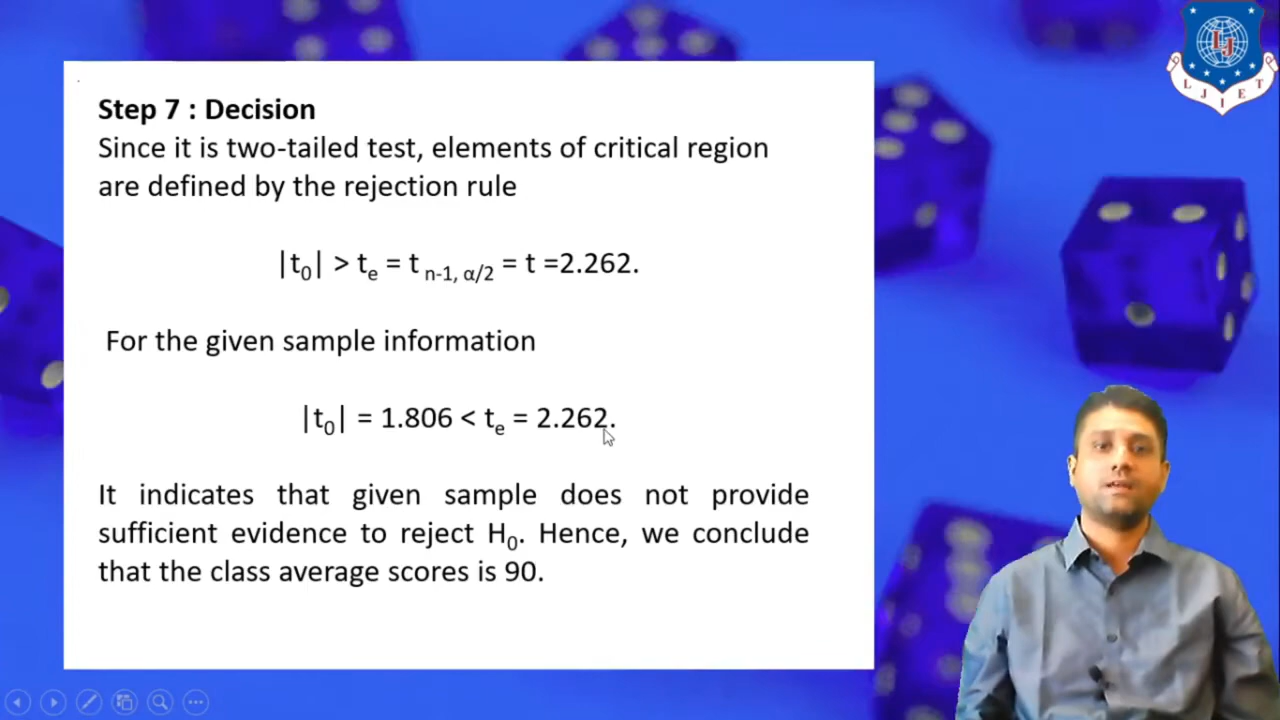 Step 7 : Decision
Since it is two-tailed test, elements of critical region
are defined by the rejection rule
|t₀| > tₑ = t ₙ₋₁, α/2 = t =2.262.
For the given sample information
|t₀| = 1.806 < tₑ = 2.262.
It indicates that given sample does not provide
sufficient evidence to reject H₀. Hence, we conclude
that the class average scores is 90.
LJ
LJIET